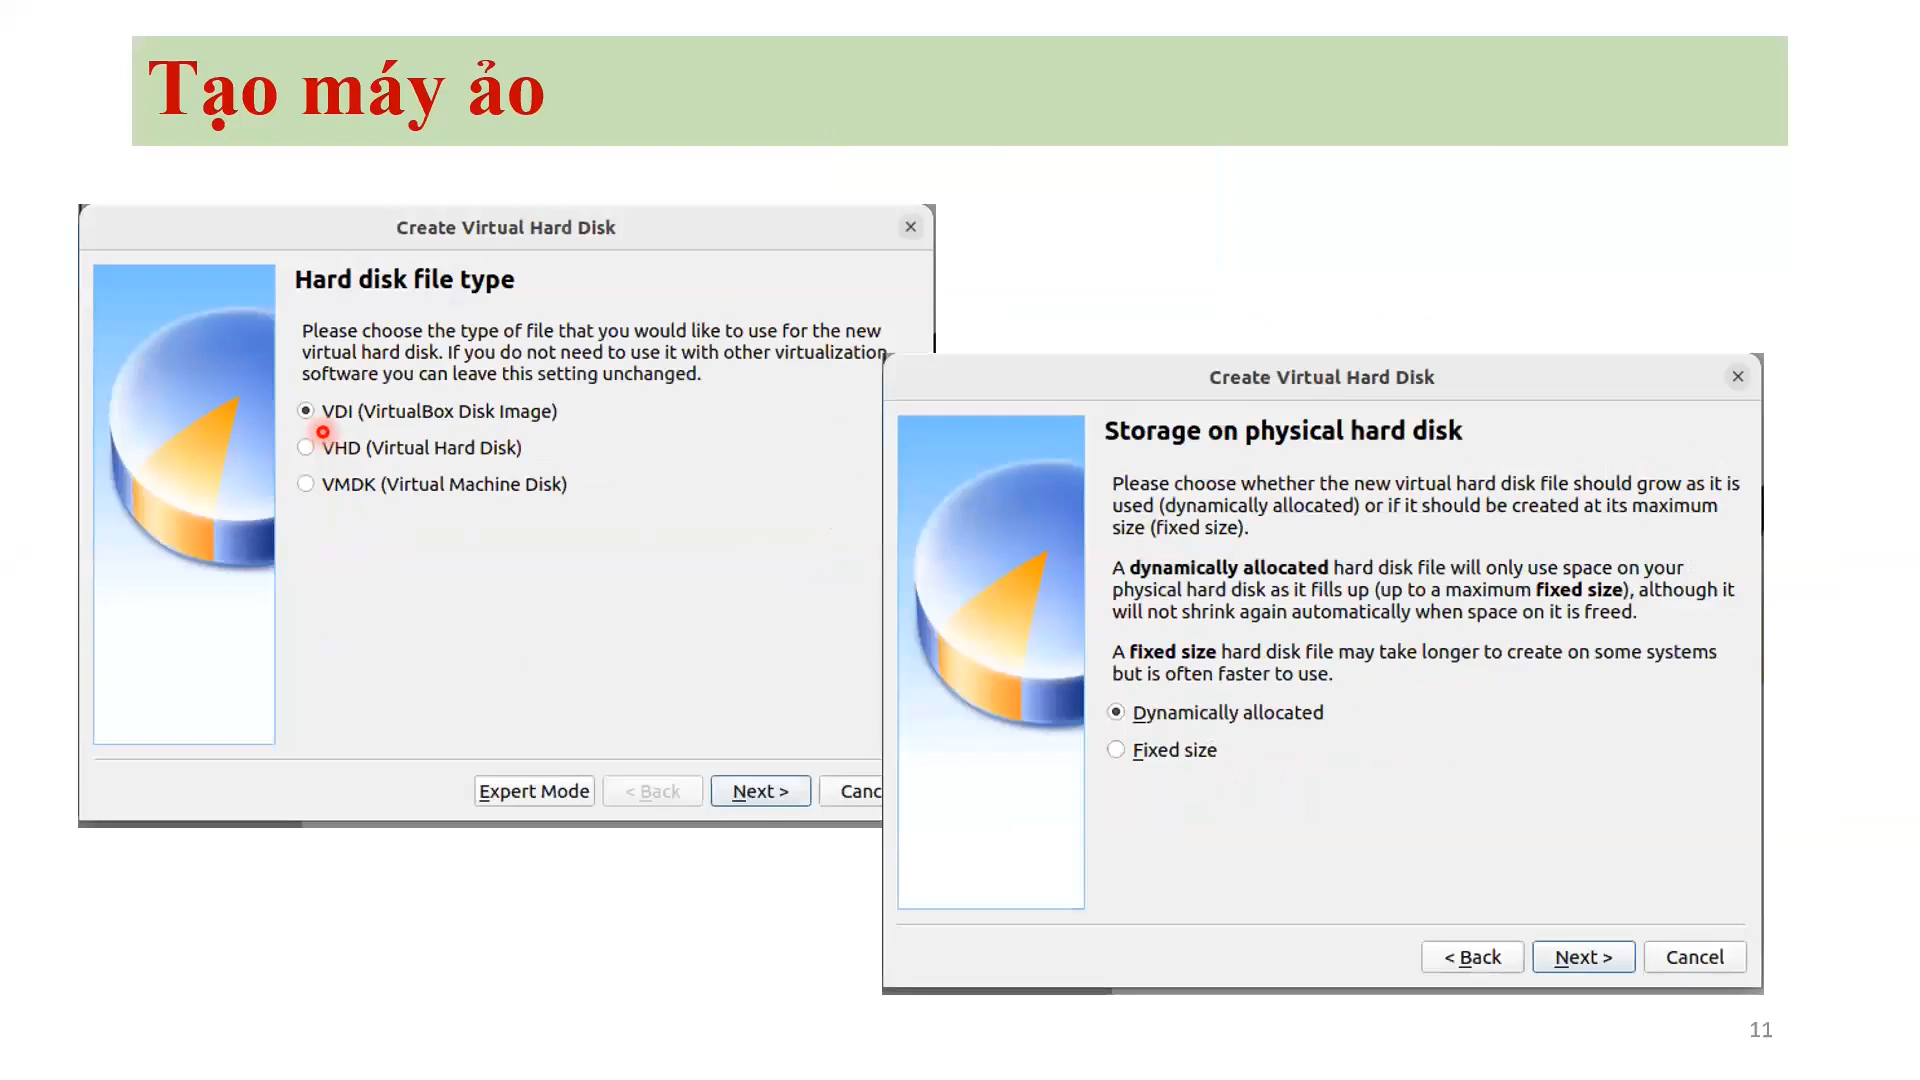 Tạo máy ảo
Create Virtual Hard Disk
Hard disk file type
Please choose the type of file that you would like to use for the new
virtual hard disk. If you do not need to use it with other virtualization
software you can leave this setting unchanged.
VDI (VirtualBox Disk Image)
VHD (Virtual Hard Disk)
VMDK (Virtual Machine Disk)
Expert Mode
< Back
Next >
Canc
Create Virtual Hard Disk
Storage on physical hard disk
Please choose whether the new virtual hard disk file should grow as it is
used (dynamically allocated) or if it should be created at its maximum
size (fixed size).
A dynamically allocated hard disk file will only use space on your
physical hard disk as it fills up (up to a maximum fixed size), although it
will not shrink again automatically when space on it is freed.
A fixed size hard disk file may take longer to create on some systems
but is often faster to use.
Dynamically allocated
Fixed size
< Back
Next >
Cancel
11